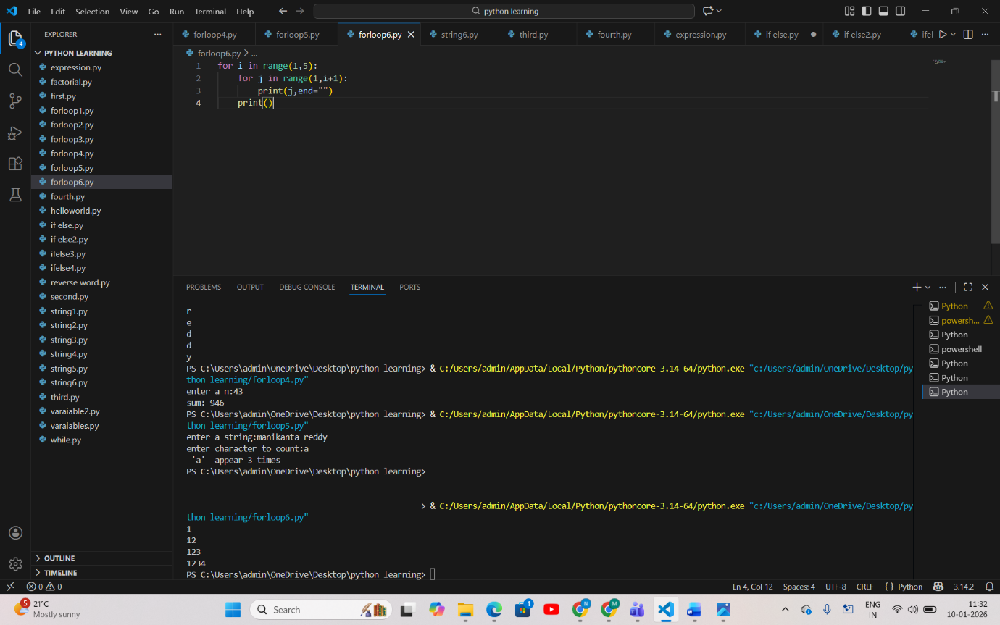 File Edit Selection View Go Run Terminal Help
python learning
EXPLORER
4
PYTHON LEARNING
expression.py
factorial.py
first.py
forloop1.py
forloop2.py
forloop3.py
forloop4.py
forloop5.py
forloop6.py
fourth.py
helloworld.py
if else.py
if else2.py
ifelse3.py
ifelse4.py
reverse word.py
second.py
string1.py
string2.py
string3.py
string4.py
string5.py
string6.py
third.py
varaiable2.py
varaiables.py
while.py
OUTLINE
TIMELINE
forloop4.py forloop5.py forloop6.py string6.py third.py fourth.py expression.py if else.py if else2.py ifel
forloop6.py > ...
1 for i in range(1,5):
2 for j in range(1,i+1):
3 print(j,end="")
4 print()
PROBLEMS OUTPUT DEBUG CONSOLE TERMINAL PORTS
r
e
d
d
y
PS C:\Users\admin\OneDrive\Desktop\python learning> & C:/Users/admin/AppData/Local/Python/pythoncore-3.14-64/python.exe "c:/Users/admin/OneDrive/Desktop/py
thon learning/forloop4.py"
enter a n:43
sum: 946
PS C:\Users\admin\OneDrive\Desktop\python learning> & C:/Users/admin/AppData/Local/Python/pythoncore-3.14-64/python.exe "c:/Users/admin/OneDrive/Desktop/py
thon learning/forloop5.py"
enter a string:manikanta reddy
enter character to count:a
'a'  appear 3 times
PS C:\Users\admin\OneDrive\Desktop\python learning>
> & C:/Users/admin/AppData/Local/Python/pythoncore-3.14-64/python.exe "c:/Users/admin/OneDrive/Desktop/py
thon learning/forloop6.py"
1
12
123
1234
PS C:\Users\admin\OneDrive\Desktop\python learning>
Python
powersh...
Python
powershell
Python
Python
Python
0 0
Ln 4, Col 12 Spaces: 4 UTF-8 CRLF { } Python 3.14.2
5
21°C
Mostly sunny
Search
1
N
M
ENG
IN
11:32
10-01-2026